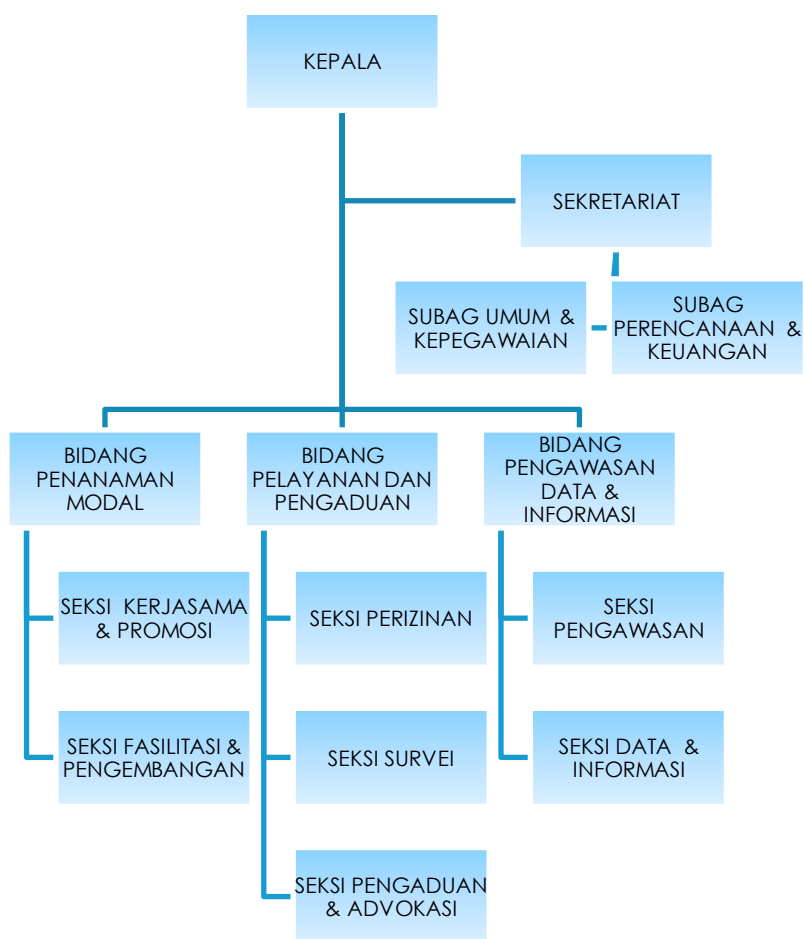 KEPALA
SEKRETARIAT
SUBAG UMUM &
KEPEGAWAIAN
SUBAG
PERENCANAAN &
KEUANGAN
BIDANG
PENANAMAN
MODAL
BIDANG
PELAYANAN DAN
PENGADUAN
BIDANG
PENGAWASAN
DATA &
INFORMASI
SEKSI KERJASAMA
& PROMOSI
SEKSI PERIZINAN
SEKSI
PENGAWASAN
SEKSI FASILITASI &
PENGEMBANGAN
SEKSI SURVEI
SEKSI DATA &
INFORMASI
SEKSI PENGADUAN
& ADVOKASI